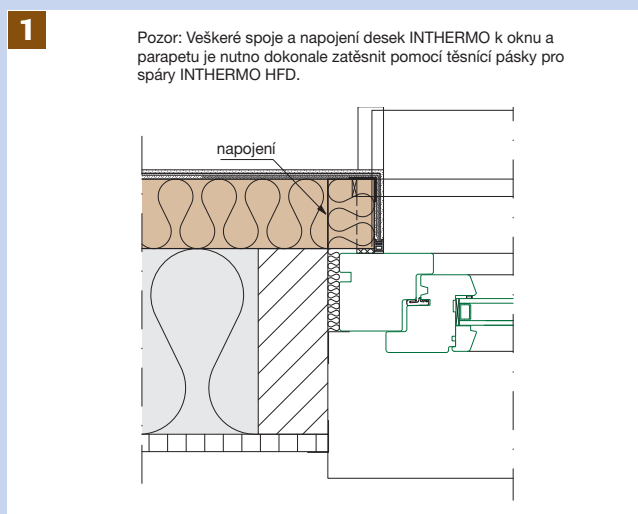 1
Pozor: Veškeré spoje a napojení desek INTHERMO k oknu a
parapetu je nutno dokonale zatěsnit pomocí těsnící pásky pro
spáry INTHERMO HFD.
napojení